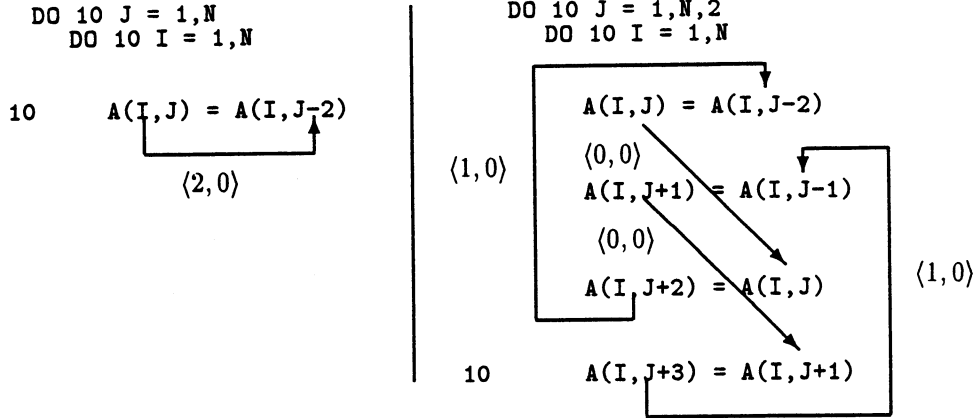 DO 10 J = 1,N
DO 10 I = 1,N
10 A(I,J) = A(I,J-2)
⟨2,0⟩
DO 10 J = 1,N,2
DO 10 I = 1,N
A(I,J) = A(I,J-2)
⟨1,0⟩
⟨0,0⟩
A(I,J+1) = A(I,J-1)
⟨0,0⟩
⟨1,0⟩
A(I,J+2) = A(I,J)
10 A(I,J+3) = A(I,J+1)